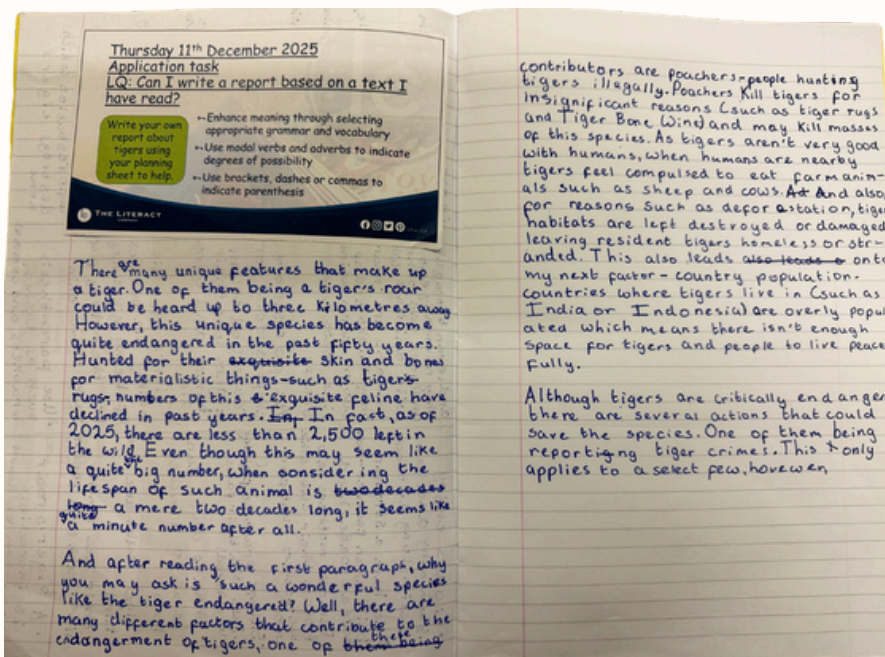 Thursday 11th December 2025
Application task
LQ: Can I write a report based on a text I
have read?
Write your own
report about
tigers using
your planning
sheet to help.
Enhance meaning through selecting
appropriate grammar and vocabulary
Use modal verbs and adverbs to indicate
degrees of possibility
Use brackets, dashes or commas to
indicate parenthesis
THE LITERACY
COMPANY
There are many unique features that make up
a tiger. One of them being a tiger's roar
could be heard up to three kilometres away
However, this unique species has become
quite endangered in the past fifty years.
Hunted for their exquisite skin and bones
for materialistic things-such as tiger-
rugs, numbers of this exquisite feline have
declined in past years. In, In fact, as of
2025, there are less than 2,500 left in
the wild. Even though this may seem like
a quite big number, when sonsidering the
lifespan of such animal is two decades
long a mere two decades long, it seems like
quite a minute number after all.
And after reading the first paragraph, why
you may ask is such a wonderful species
like the tiger endangered? Well, there are
many different factors that contribute to the
endangerment of tigers, one of them being these
contributors are poachers-people hunting
tigers illegally. Poachers kill tigers for
insignificant reasons (such as tiger rugs
and Tiger Bone Wine) and may kill masses
of this species. As tigers aren't very good
with humans, when humans are nearby
tigers feel compulsed to eat farm anim-
als such as sheep and cows. And also,
for reasons such as deforestation, tiger
habitats are left destroyed or damaged
leaving resident tigers homeless or str-
anded. This also leads also leads onto
my next factor - country population.
countries where tigers live in (such as
India or Indonesia) are overly popul
ated which means there isn't enough
space for tigers and people to live peace
fully.
Although tigers are critically endanger
there are several actions that could
save the species. One of them being
reporting tiger crimes. This only
applies to a select few, hovewer,